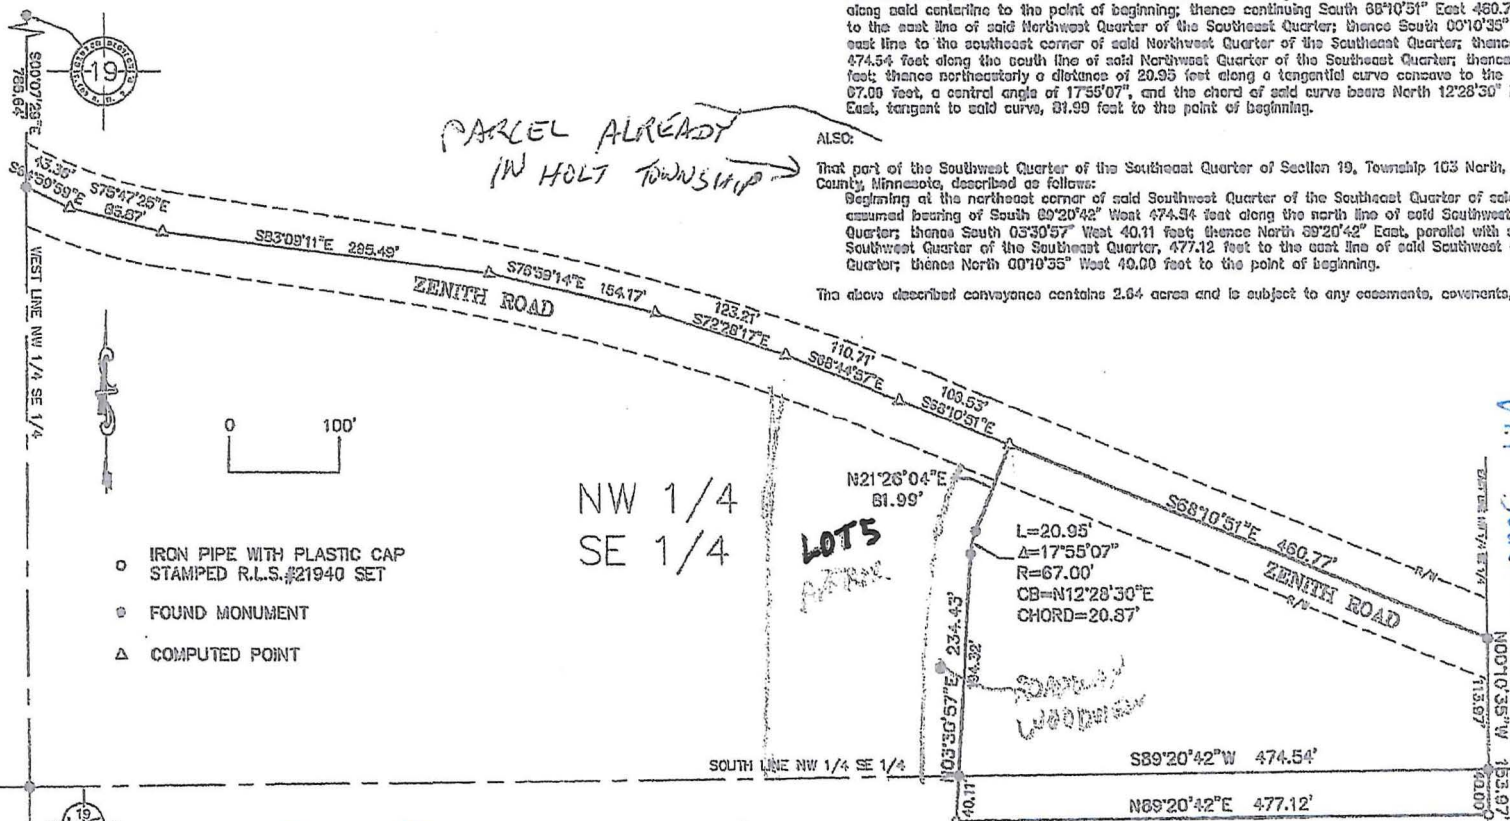 along said centerline to the point of beginning; thence continuing South 68°10'51" East 460.7
to the east line of said Northwest Quarter of the Southeast Quarter; thence South 00°10'35"
east line to the southeast corner of said Northwest Quarter of the Southeast Quarter; thence
474.54 feet along the south line of said Northwest Quarter of the Southeast Quarter; thence
feet; thence northeasterly a distance of 20.95 feet along a tangential curve concave to the
67.00 feet, a central angle of 17°55'07", and the chord of said curve bears North 12°28'30"
East, tangent to said curve, 81.99 feet to the point of beginning.
ALSO:
That part of the Southwest Quarter of the Southeast Quarter of Section 19, Township 103 North,
County, Minnesota, described as follows:
Beginning at the northeast corner of said Southwest Quarter of the Southeast Quarter of said
assumed bearing of South 89°20'42" West 474.54 feet along the north line of said Southwest
Quarter; thence South 03°30'57" West 40.11 feet; thence North 89°20'42" East, parallel with
Southwest Quarter of the Southeast Quarter, 477.12 feet to the east line of said Southwest
Quarter; thence North 00°10'35" West 40.00 feet to the point of beginning.
The above described conveyance contains 2.64 acres and is subject to any easements, covenants,
PARCEL ALREADY
IN HOLT TOWNSHIP
19
S00°07'29"E
43.36'
S64°59'59"E
S75°47'25"E
85.87'
S83°09'11"E 295.49'
S76°59'14"E 154.17'
123.21'
S72°28'17"E
110.71'
S68°44'57"E
108.53'
S68°10'51"E
ZENITH ROAD
WEST LINE NW 1/4 SE 1/4
0 100'
NW 1/4
SE 1/4
LOT 5
N21°26'04"E
81.99'
L=20.95'
Δ=17°55'07"
R=67.00'
CB=N12°28'30"E
CHORD=20.87'
S68°10'51"E 460.77'
R/W
ZENITH ROAD
R/W
IRON PIPE WITH PLASTIC CAP
STAMPED R.L.S.#21940 SET
FOUND MONUMENT
COMPUTED POINT
N03°30'57"E 234.43'
194.32'
40.11'
N00°10'35"W 153.97'
113.97'
40.00'
SOUTH LINE NW 1/4 SE 1/4
S89°20'42"W 474.54'
N89°20'42"E 477.12'
19